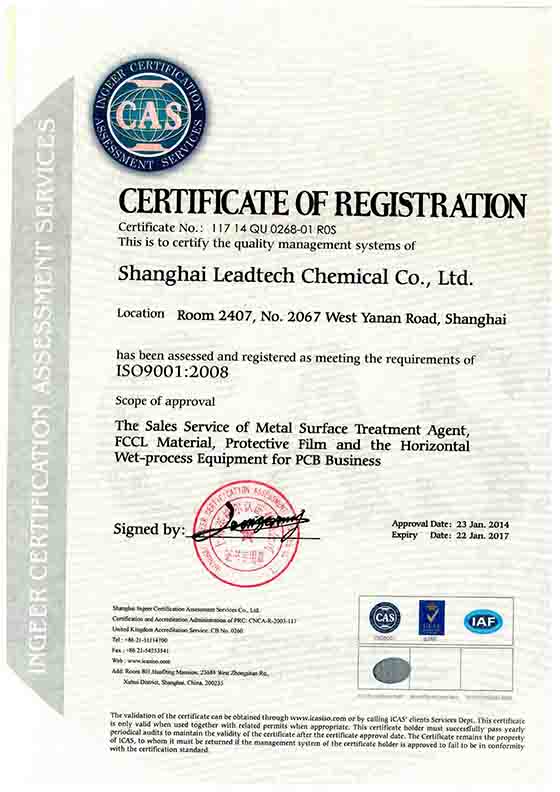 INGEER CERTIFICATION
CAS
ASSESSMENT SERVICES
INGEER CERTIFICATION ASSESSMENT SERVICES
CERTIFICATE OF REGISTRATION
Certificate No.: 117 14 QU 0268-01 R0S
This is to certify the quality management systems of
Shanghai Leadtech Chemical Co., Ltd.
Location Room 2407, No. 2067 West Yanan Road, Shanghai
has been assessed and registered as meeting the requirements of
ISO9001:2008
Scope of approval
The Sales Service of Metal Surface Treatment Agent,
FCCL Material, Protective Film and the Horizontal
Wet-process Equipment for PCB Business
Signed by:
Approval Date: 23 Jan. 2014
Expiry Date: 22 Jan. 2017
Shanghai Ingeer Certification Assessment Services Co., Ltd.
Certification and Accreditation Administration of PRC: CNCA-R-2003-117
United Kingdom Accreditation Service: CB No. 0260
Tel : +86 21-51114700
Fax : +86 21-54253541
Web : www.icasiso.com
Add: Room 801,HuaDing Mansion, 2368# West Zhongshan Rd.,
Xuhui District, Shanghai, China, 200235
CAS
UKAS
IAF
The validation of the certificate can be obtained through www.icasiso.com or by calling ICAS' clients Services Dept. This certificate
is only valid when used together with related permits when appropriate. This certificate holder must successfully pass yearly
periodical audits to maintain the validity of the certificate after the certificate approval date. The Certificate remains the property
of ICAS, to whom it must be returned if the management system of the certificate holder is approved to fail to be in conformity
with the certification standard.